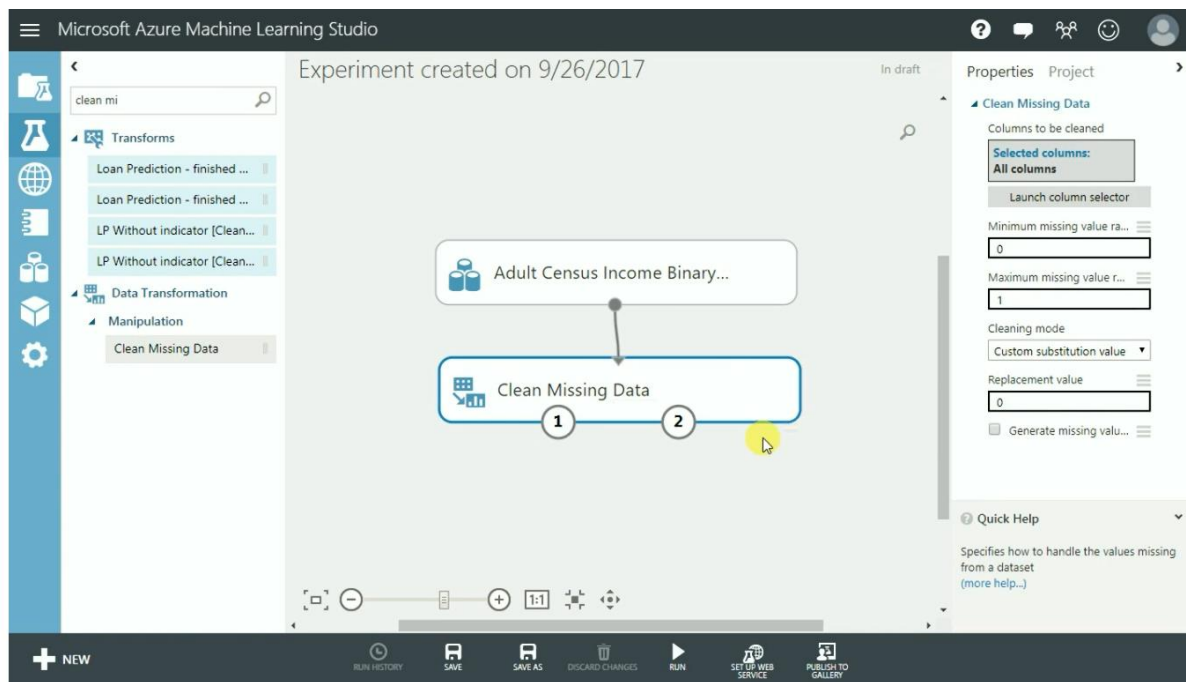 Microsoft Azure Machine Learning Studio
clean mi
Transforms
Loan Prediction - finished ...
Loan Prediction - finished ...
LP Without indicator [Clean...
LP Without indicator [Clean...
Data Transformation
Manipulation
Clean Missing Data
Experiment created on 9/26/2017
In draft
Adult Census Income Binary...
Clean Missing Data
1 2
Properties Project
Clean Missing Data
Columns to be cleaned
Selected columns:
All columns
Launch column selector
Minimum missing value ra...
0
Maximum missing value r...
1
Cleaning mode
Custom substitution value
Replacement value
0
Generate missing valu...
Quick Help
Specifies how to handle the values missing
from a dataset
(more help...)
1:1
NEW
RUN HISTORY
SAVE
SAVE AS
DISCARD CHANGES
RUN
SET UP WEB
SERVICE
PUBLISH TO
GALLERY